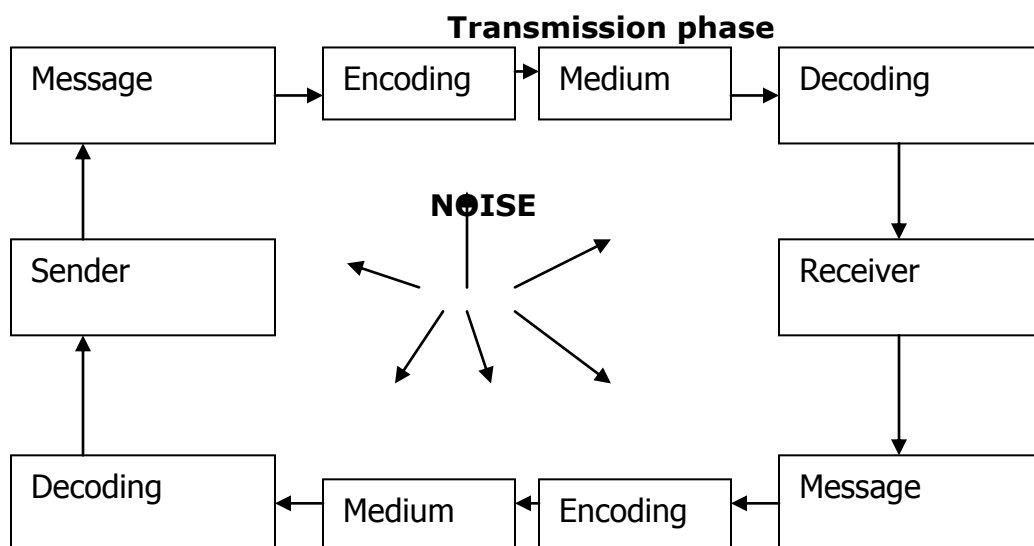 Transmission phase
Message
Encoding
Medium
Decoding
NOISE
Sender
Receiver
Decoding
Medium
Encoding
Message